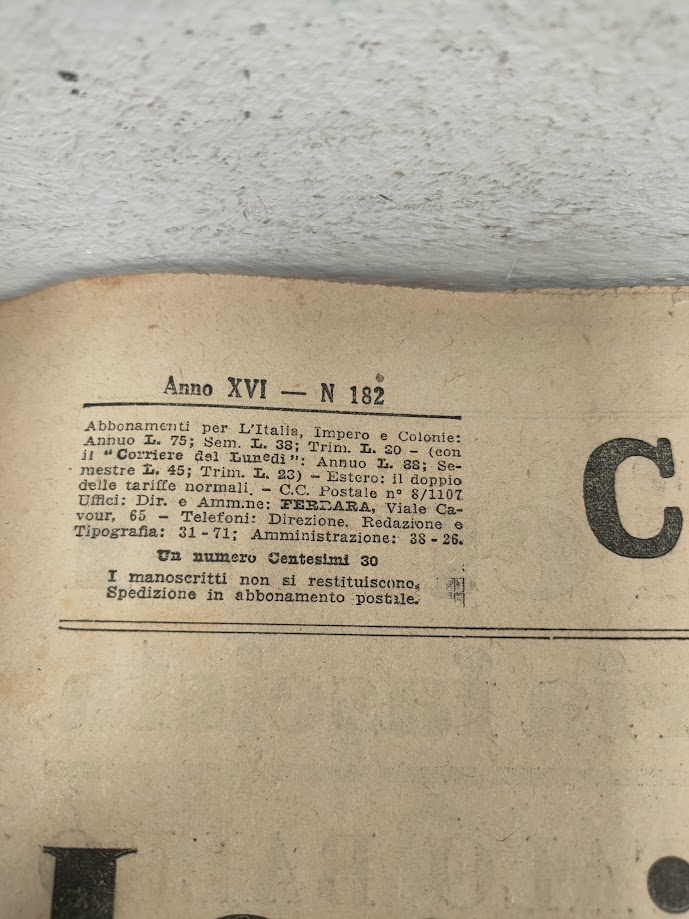 Anno XVI — N 182
Abbonamenti per L'Italia, Impero e Colonie:
Annuo L. 75; Sem. L. 38; Trim. L. 20 - (con
il "Corriere del Lunedì": Annuo L. 88; Se-
mestre L. 45; Trim. L. 23) - Estero: il doppio
delle tariffe normali. - C.C. Postale n° 8/1107
Uffici: Dir. e Amm.ne: FERRARA, Viale Ca-
vour, 65 - Telefoni: Direzione, Redazione e
Tipografia: 31-71; Amministrazione: 38-26.
Un numero Centesimi 30
I manoscritti non si restituiscono.
Spedizione in abbonamento postale.
C